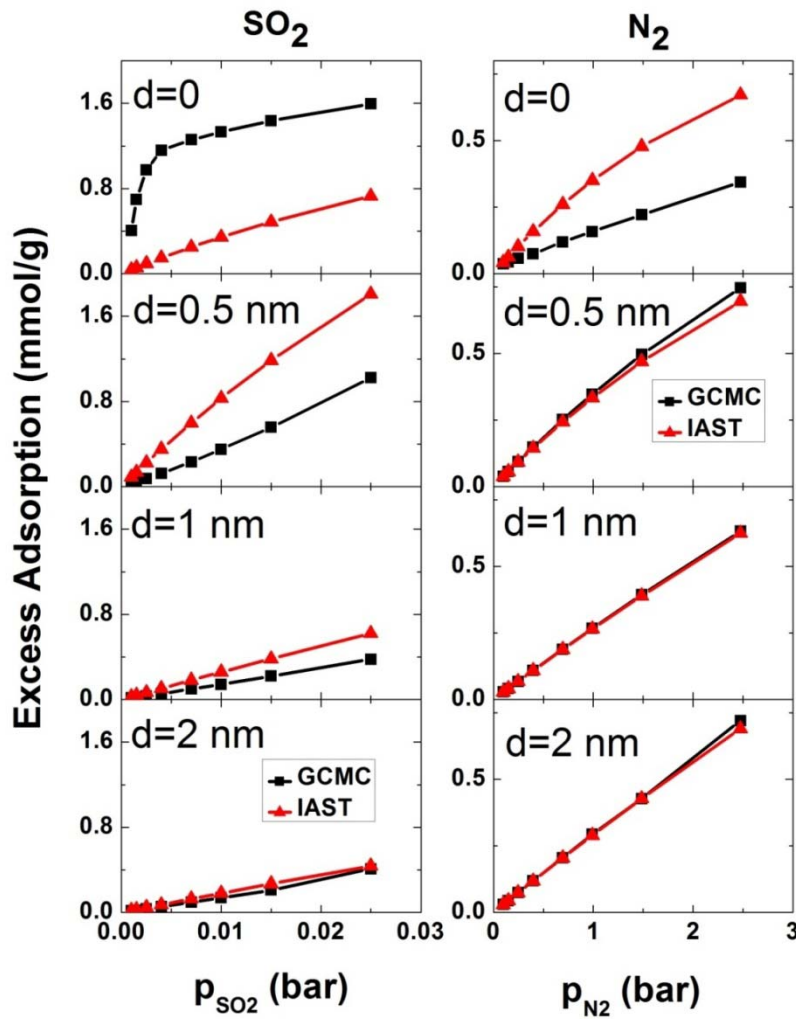 SO2
N2
Excess Adsorption (mmol/g)
d=0
1.6
0.8
0.0
d=0
0.5
0.0
d=0.5 nm
1.6
0.8
0.0
d=0.5 nm
0.5
0.0
GCMC
IAST
d=1 nm
1.6
0.8
0.0
d=1 nm
0.5
0.0
d=2 nm
1.6
0.8
0.0
GCMC
IAST
d=2 nm
0.5
0.0
0.00 0.01 0.02 0.03
0 1 2 3
pSO2 (bar)
pN2 (bar)